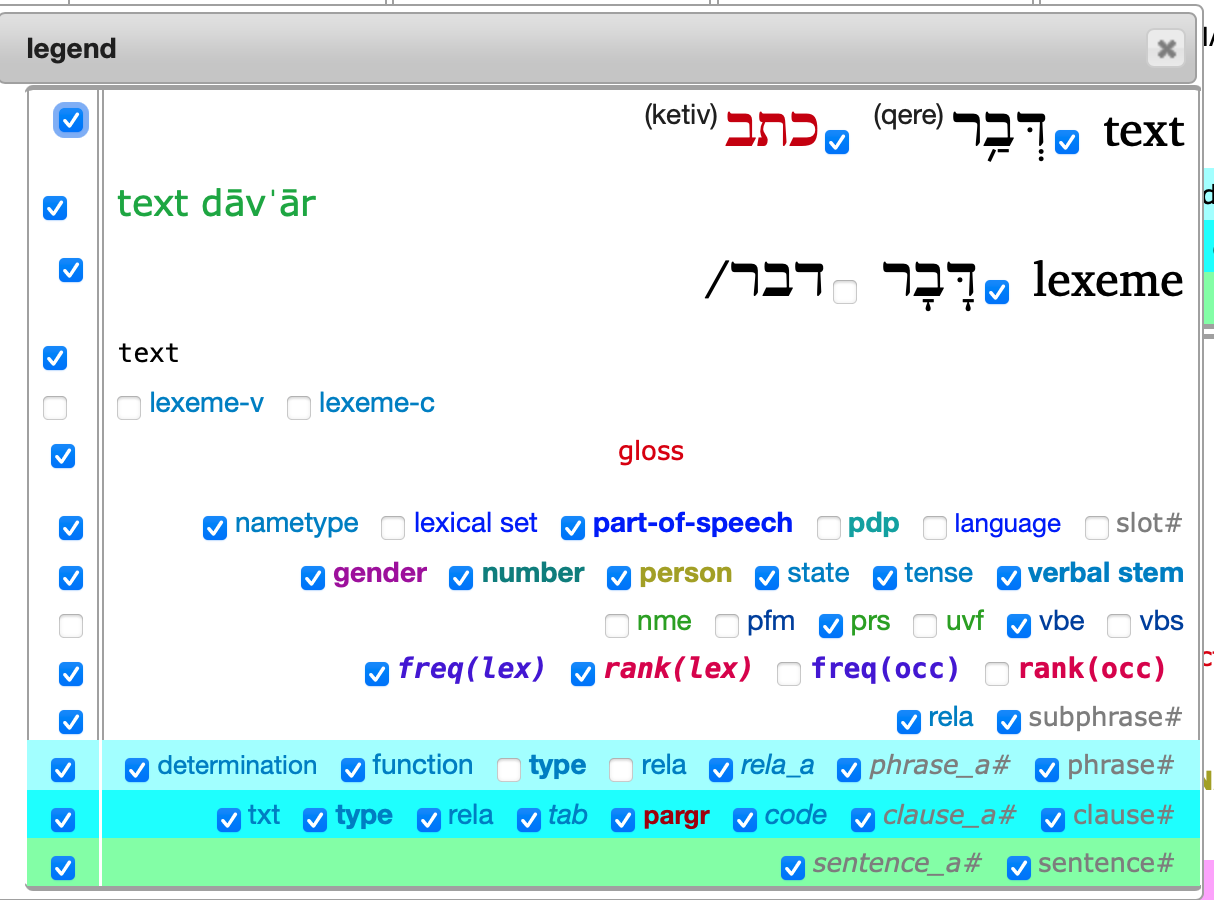 legend
text דְּבַ֥ר (qere) כתב (ketiv)
text dāvˈār
lexeme דָּבָר דבר/
text
lexeme-v lexeme-c
gloss
nametype lexical set part-of-speech pdp language slot#
gender number person state tense verbal stem
nme pfm prs uvf vbe vbs
freq(lex) rank(lex) freq(occ) rank(occ)
rela subphrase#
determination function type rela rela_a phrase_a# phrase#
txt type rela tab pargr code clause_a# clause#
sentence_a# sentence#